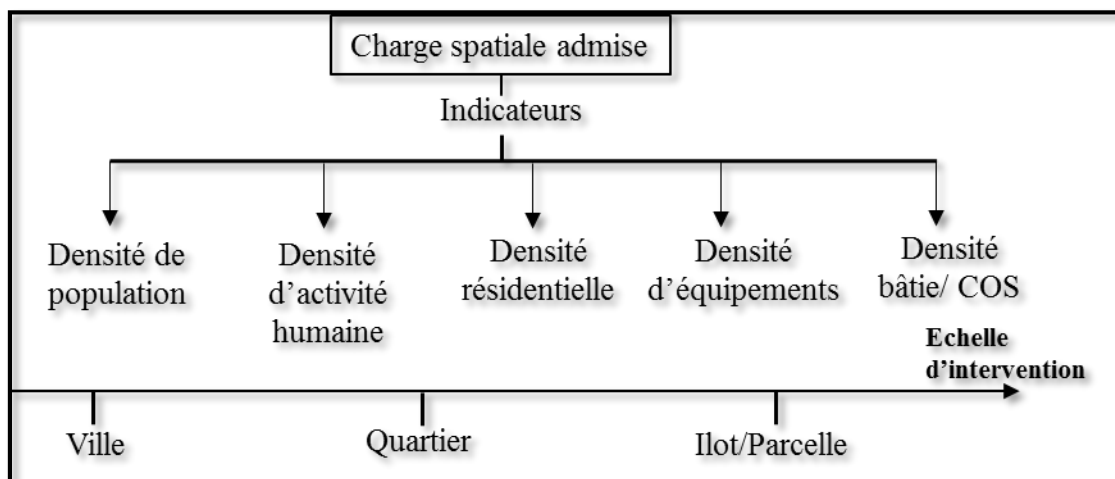 Charge spatiale admise
Indicateurs
Densité de
population
Densité
d’activité
humaine
Densité
résidentielle
Densité
d’équipements
Densité
bâtie/ COS
Echelle
d’intervention
Ville
Quartier
Ilot/Parcelle